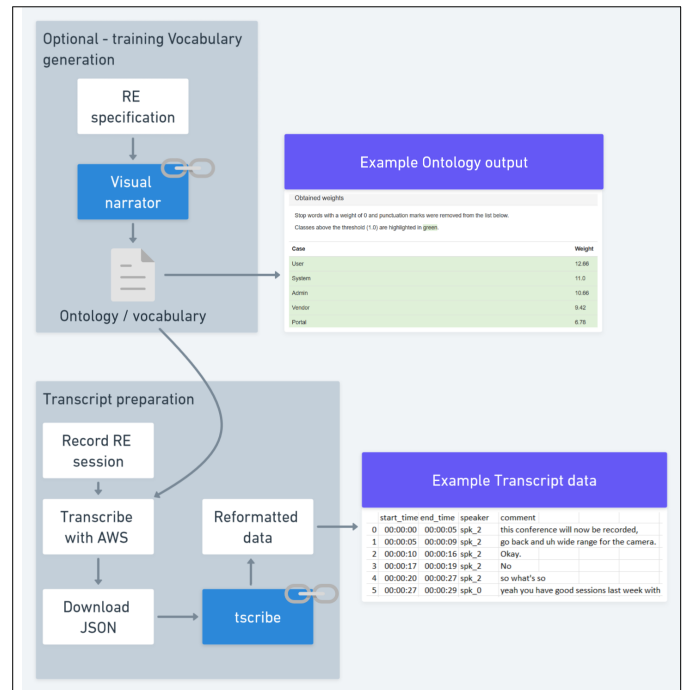 Optional - training Vocabulary
generation
RE
specification
Visual
narrator
Ontology / vocabulary
Example Ontology output
Obtained weights
Stop words with a weight of 0 and punctuation marks were removed from the list below.
Classes above the threshold (1.0) are highlighted in green.
Case Weight
User 12.66
System 11.0
Admin 10.66
Vendor 9.42
Portal 6.78
Transcript preparation
Record RE
session
Transcribe
with AWS
Download
JSON
tscribe
Reformatted
data
Example Transcript data
start_time end_time speaker comment
0 00:00:00 00:00:05 spk_2 this conference will now be recorded,
1 00:00:05 00:00:09 spk_2 go back and uh wide range for the camera.
2 00:00:10 00:00:16 spk_2 Okay.
3 00:00:17 00:00:19 spk_2 No
4 00:00:20 00:00:27 spk_2 so what's so
5 00:00:27 00:00:29 spk_0 yeah you have good sessions last week with